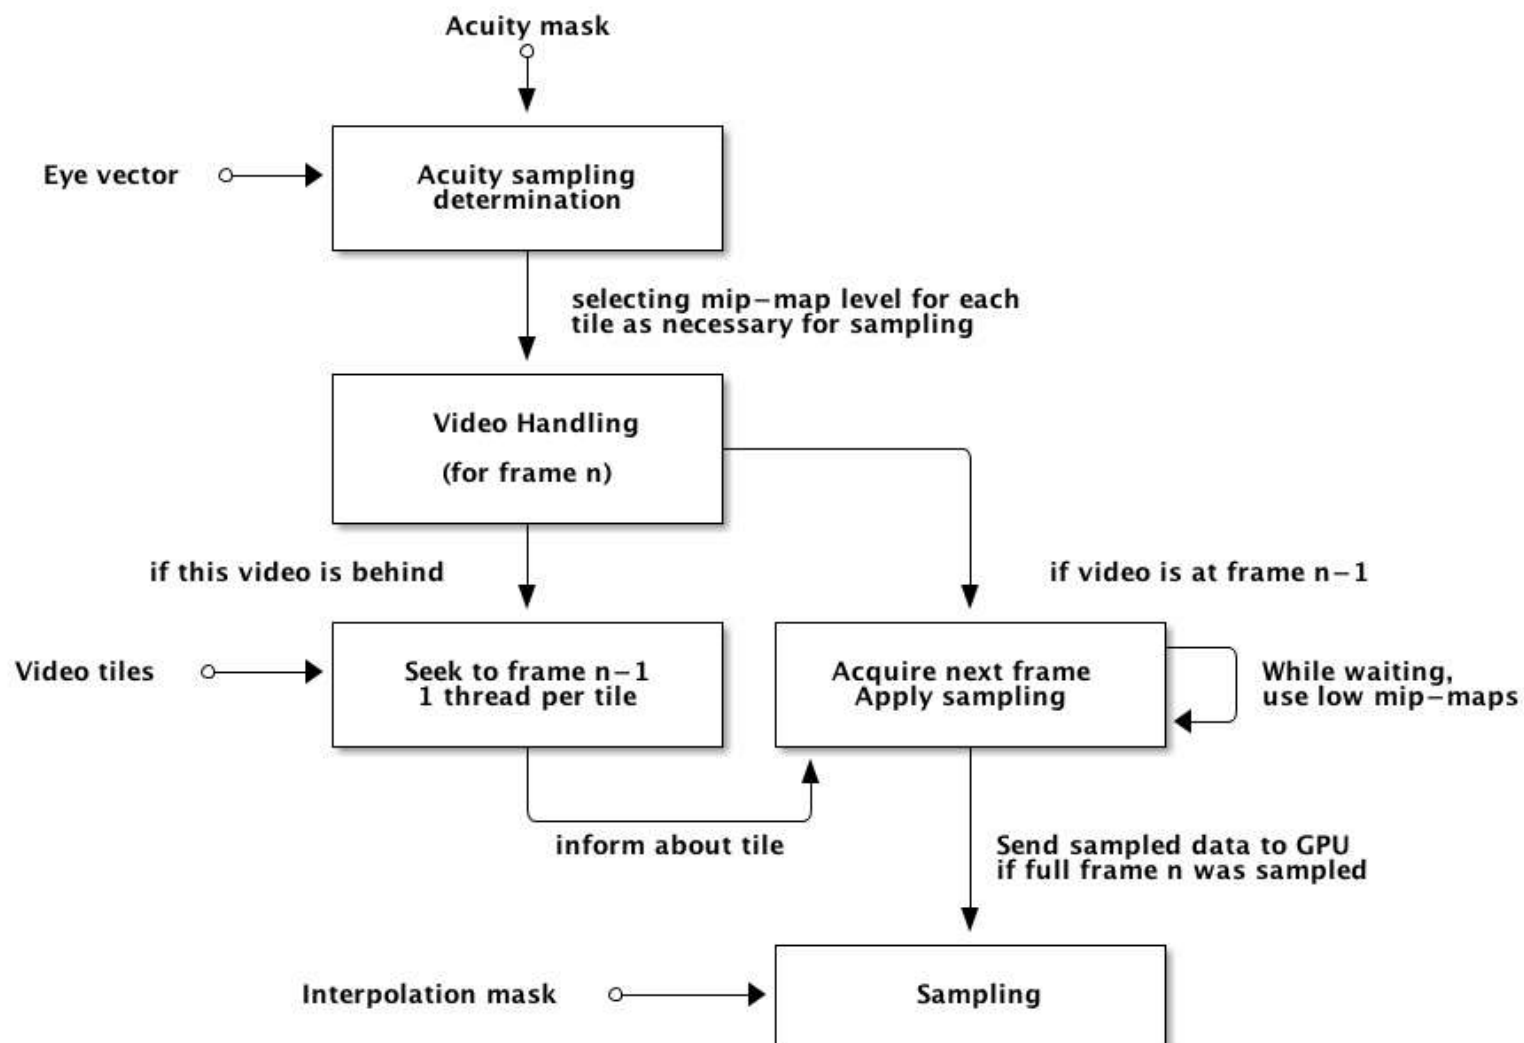 Acuity mask
Eye vector
Acuity sampling
determination
selecting mip−map level for each
tile as necessary for sampling
Video Handling
(for frame n)
if this video is behind
if video is at frame n−1
Video tiles
Seek to frame n−1
1 thread per tile
Acquire next frame
Apply sampling
While waiting,
use low mip−maps
inform about tile
Send sampled data to GPU
if full frame n was sampled
Interpolation mask
Sampling